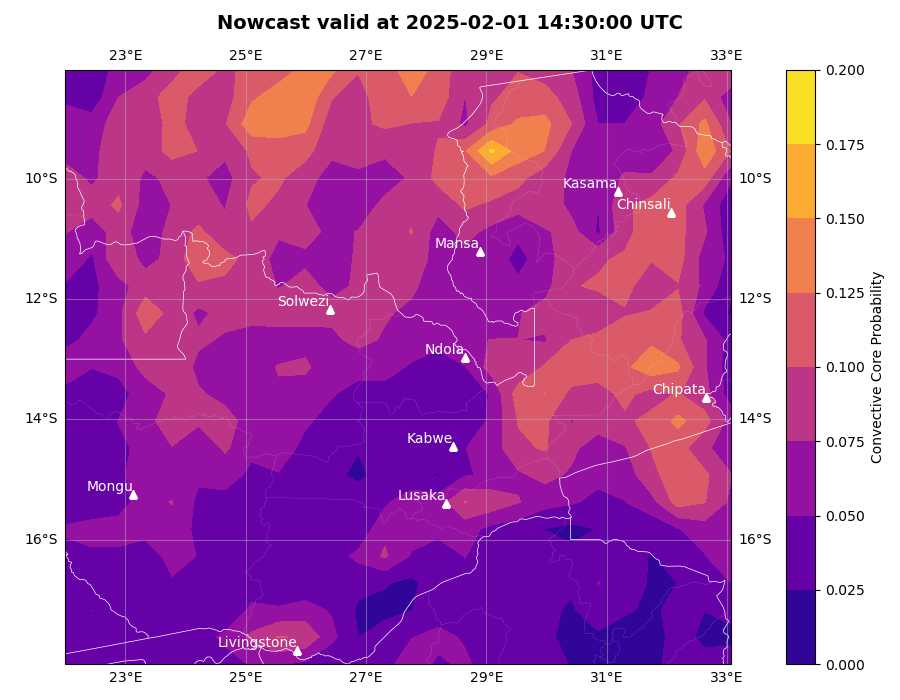 Nowcast valid at 2025-02-01 14:30:00 UTC
23°E 25°E 27°E 29°E 31°E 33°E
0.200
0.175
10°S Kasama 10°S
Chinsali
0.150
Mansa
0.125
12°S Solwezi 12°S
Ndola
0.100
Chipata
14°S 14°S
Kabwe
0.075
Mongu
Lusaka
0.050
16°S 16°S
0.025
Livingstone
0.000
23°E 25°E 27°E 29°E 31°E 33°E
Convective Core Probability